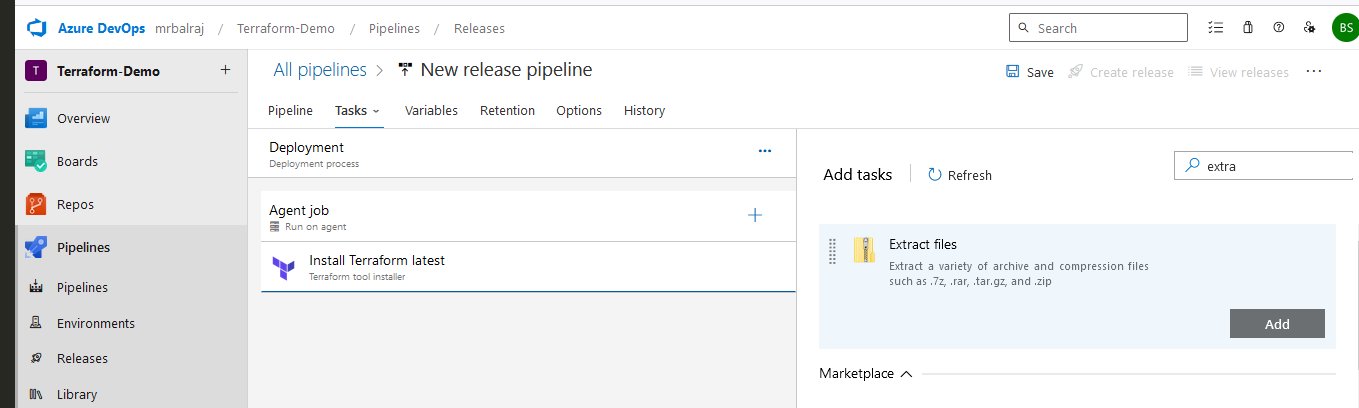 Azure DevOps mrbalraj / Terraform-Demo / Pipelines / Releases
Search
BS
T Terraform-Demo +
Overview
Boards
Repos
Pipelines
Pipelines
Environments
Releases
Library
All pipelines > New release pipeline
Save Create release View releases ...
Pipeline Tasks Variables Retention Options History
Deployment
Deployment process
...
Agent job
Run on agent
+
Install Terraform latest
Terraform tool installer
Add tasks | Refresh
extra
Extract files
Extract a variety of archive and compression files
such as .7z, .rar, .tar.gz, and .zip
Add
Marketplace